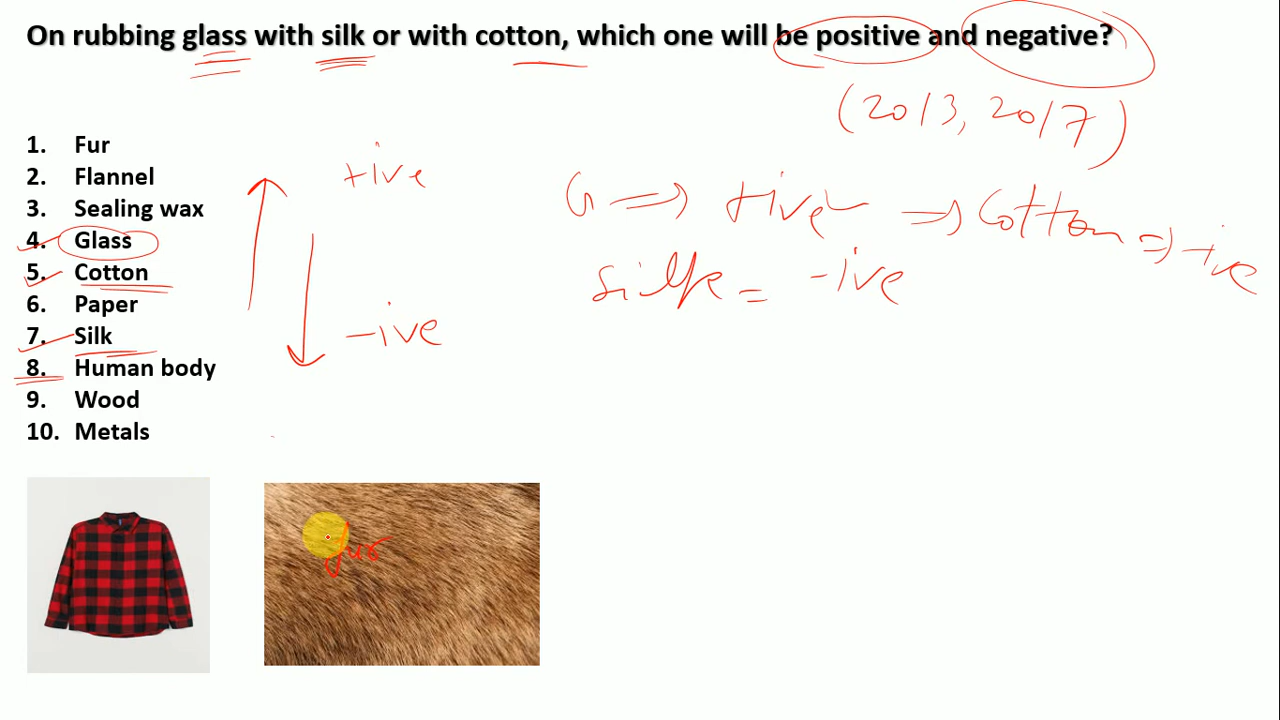 On rubbing glass with silk or with cotton, which one will be positive and negative?
(2013, 2017)
1. Fur
2. Flannel
3. Sealing wax
4. Glass
5. Cotton
6. Paper
7. Silk
8. Human body
9. Wood
10. Metals
+ive
-ive
G ⇒ +ive ⇒ Cotton ⇒ -ive
silk = -ive
fur